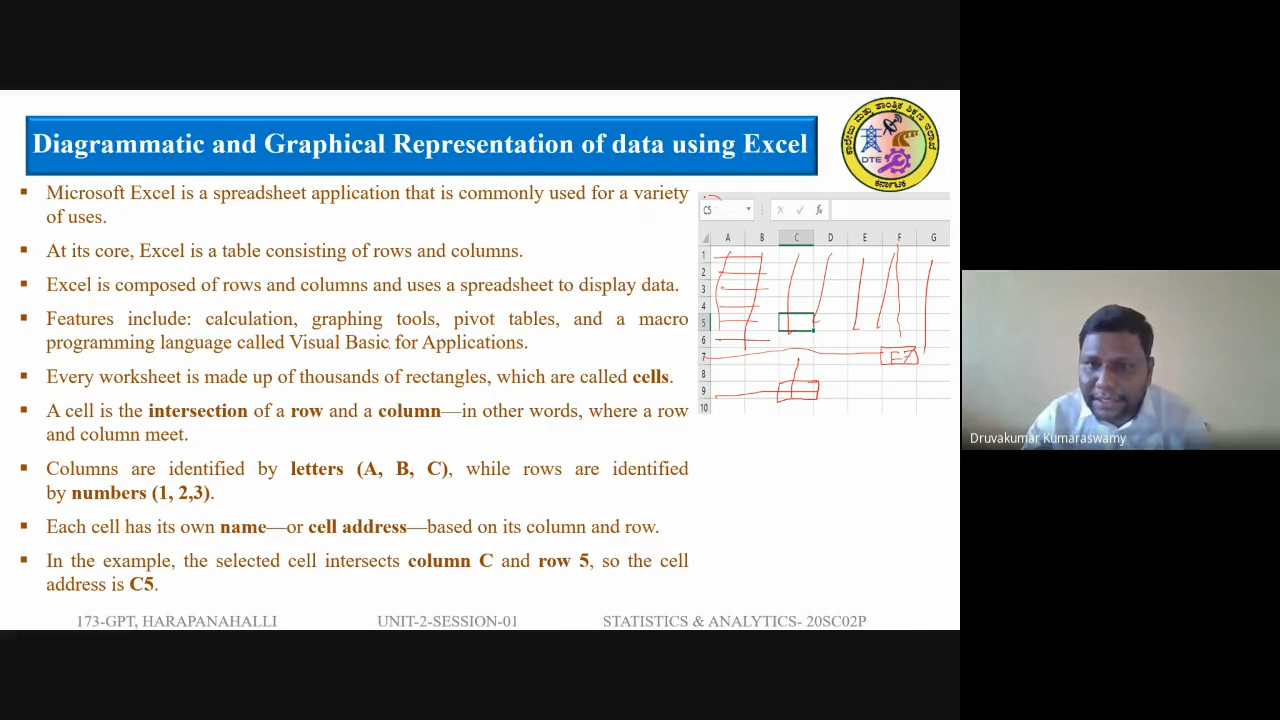 Diagrammatic and Graphical Representation of data using Excel
DTE
ಕರ್ನಾಟಕ
▪ Microsoft Excel is a spreadsheet application that is commonly used for a variety
of uses.
▪ At its core, Excel is a table consisting of rows and columns.
▪ Excel is composed of rows and columns and uses a spreadsheet to display data.
▪ Features include: calculation, graphing tools, pivot tables, and a macro
programming language called Visual Basic for Applications.
▪ Every worksheet is made up of thousands of rectangles, which are called cells.
▪ A cell is the intersection of a row and a column—in other words, where a row
and column meet.
▪ Columns are identified by letters (A, B, C), while rows are identified
by numbers (1, 2,3).
▪ Each cell has its own name—or cell address—based on its column and row.
▪ In the example, the selected cell intersects column C and row 5, so the cell
address is C5.
C5 fx
A B C D E F G
1
2
3
4
5
6
7 F7
8
9
10
Druvakumar Kumaraswamy
173-GPT, HARAPANAHALLI UNIT-2-SESSION-01 STATISTICS & ANALYTICS- 20SC02P